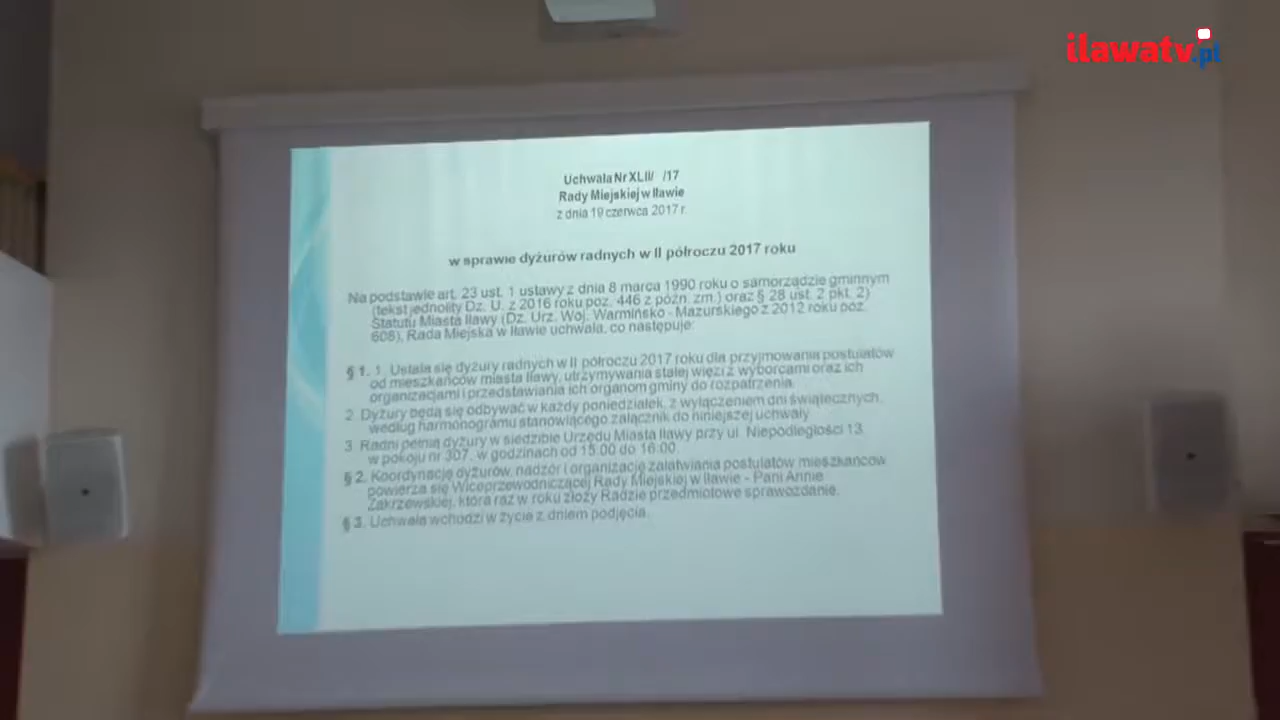 ilawatv.pl
Uchwała Nr XLII/ /17
Rady Miejskiej w Iławie
z dnia 19 czerwca 2017 r.
w sprawie dyżurów radnych w II półroczu 2017 roku
Na podstawie art. 23 ust. 1 ustawy z dnia 8 marca 1990 roku o samorządzie gminnym
(tekst jednolity Dz. U. z 2016 roku poz. 446 z późn. zm.) oraz § 28 ust. 2 pkt. 2)
Statutu Miasta Iławy (Dz. Urz. Woj. Warmińsko - Mazurskiego z 2012 roku poz.
608), Rada Miejska w Iławie uchwala, co następuje:
§ 1. 1. Ustala się dyżury radnych w II półroczu 2017 roku dla przyjmowania postulatów
od mieszkańców miasta Iławy, utrzymywania stałej więzi z wyborcami oraz ich
organizacjami i przedstawiania ich organom gminy do rozpatrzenia.
2. Dyżury będą się odbywać w każdy poniedziałek, z wyłączeniem dni świątecznych,
według harmonogramu stanowiącego załącznik do niniejszej uchwały.
3. Radni pełnią dyżury w siedzibie Urzędu Miasta Iławy przy ul. Niepodległości 13
w pokoju nr 307, w godzinach od 15:00 do 16:00.
§ 2. Koordynację dyżurów, nadzór i organizację załatwiania postulatów mieszkańców
powierza się Wiceprzewodniczącej Rady Miejskiej w Iławie - Pani Annie
Zakrzewskiej, która raz w roku złoży Radzie przedmiotowe sprawozdanie.
§ 3. Uchwała wchodzi w życie z dniem podjęcia.